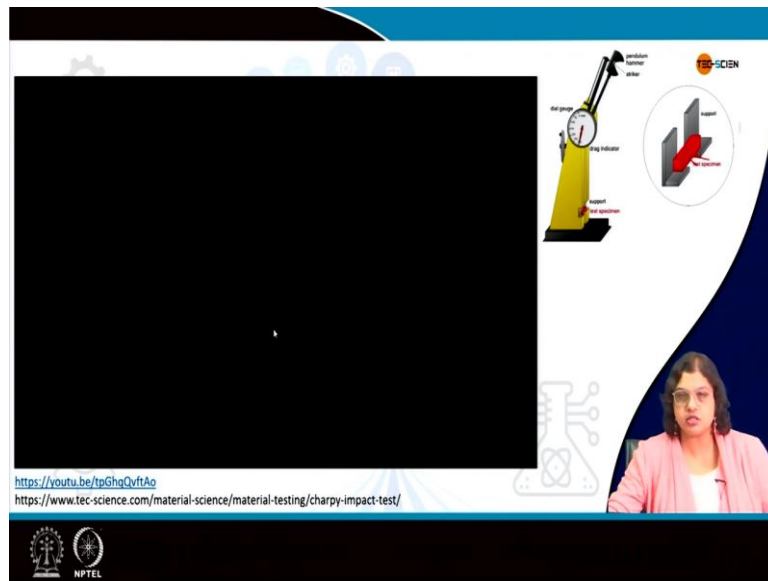 pendulum
hammer
striker
TEC-SCIEN
dial gauge
support
test specimen
drag indicator
support
test specimen
https://youtu.be/tpGhqQvftAo
https://www.tec-science.com/material-science/material-testing/charpy-impact-test/
NPTEL